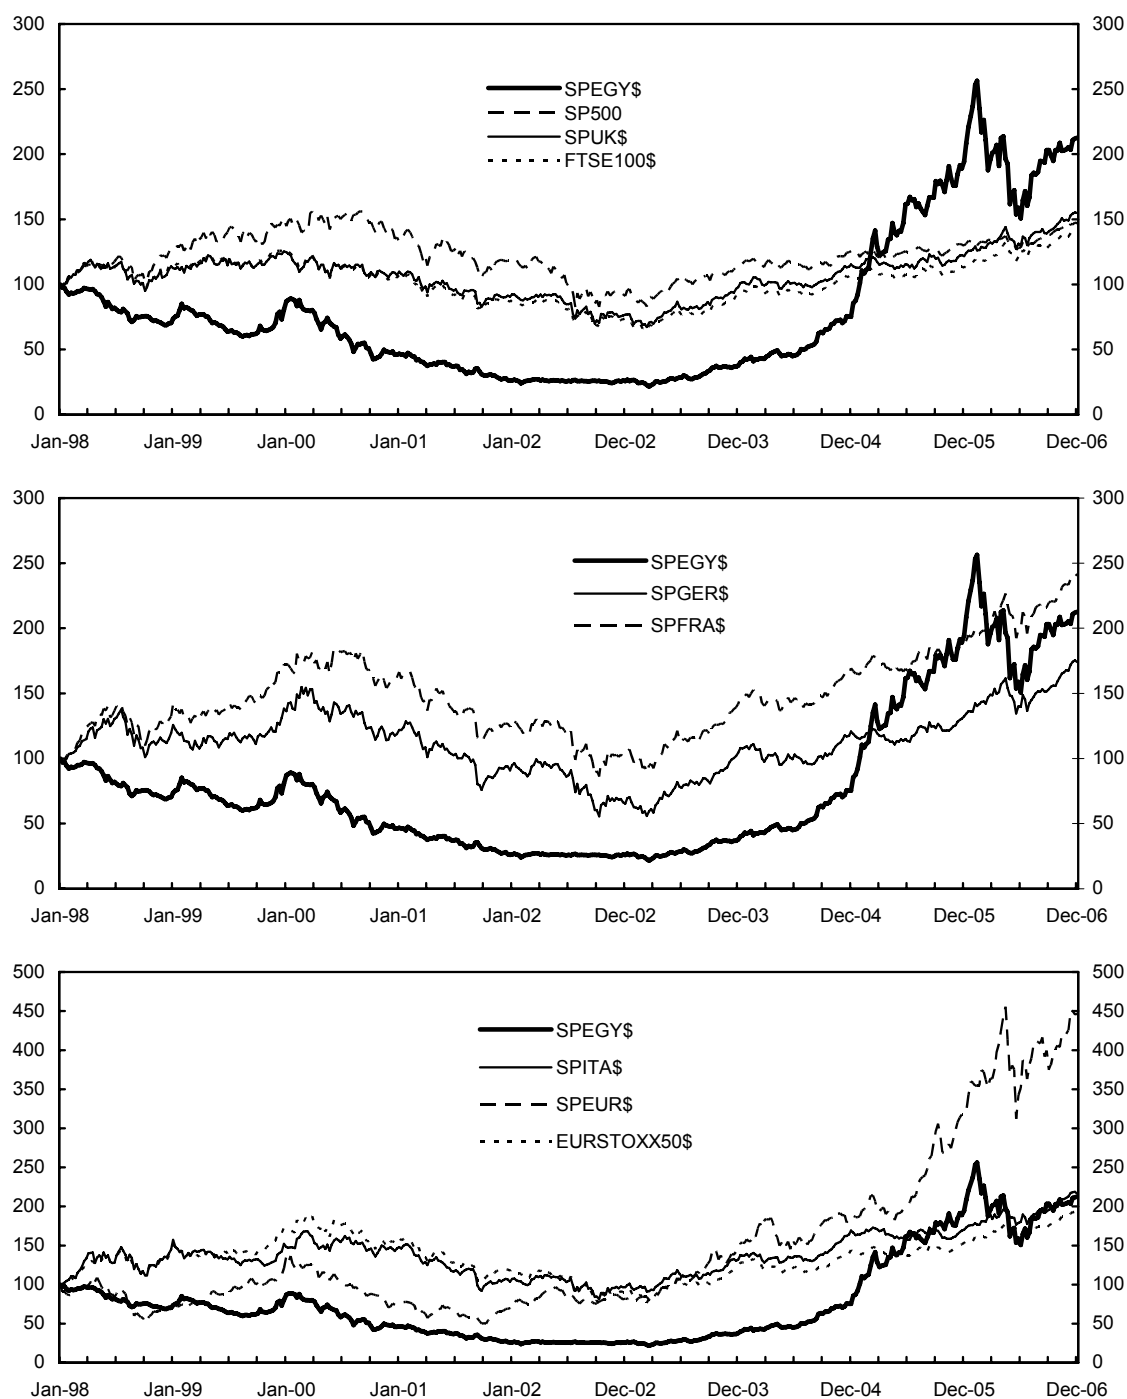 300 300
250 250
SPEGY$
SP500
SPUK$
FTSE100$
200 200
150 150
100 100
50 50
0 0
Jan-98 Jan-99 Jan-00 Jan-01 Jan-02 Dec-02 Dec-03 Dec-04 Dec-05 Dec-06
300 300
250 250
SPEGY$
SPGER$
SPFRA$
200 200
150 150
100 100
50 50
0 0
Jan-98 Jan-99 Jan-00 Jan-01 Jan-02 Dec-02 Dec-03 Dec-04 Dec-05 Dec-06
500 500
450 450
SPEGY$
400 400
SPITA$
350 350
SPEUR$
300 300
EURSTOXX50$
250 250
200 200
150 150
100 100
50 50
0 0
Jan-98 Jan-99 Jan-00 Jan-01 Jan-02 Dec-02 Dec-03 Dec-04 Dec-05 Dec-06